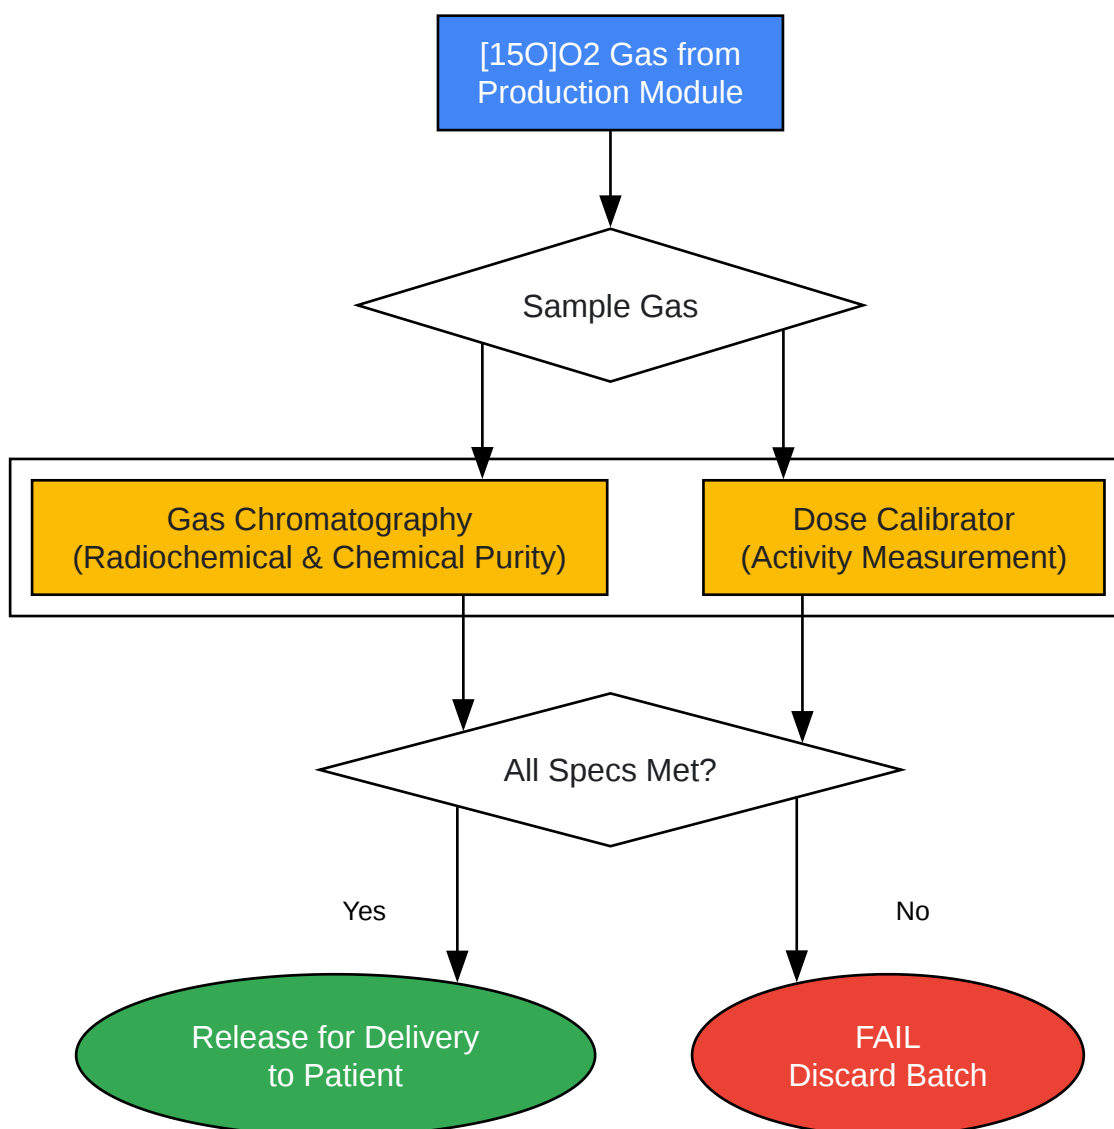 [15O]O2 Gas from
Production Module
Sample Gas
Gas Chromatography
(Radiochemical & Chemical Purity)
Dose Calibrator
(Activity Measurement)
All Specs Met?
Yes
No
Release for Delivery
to Patient
FAIL
Discard Batch